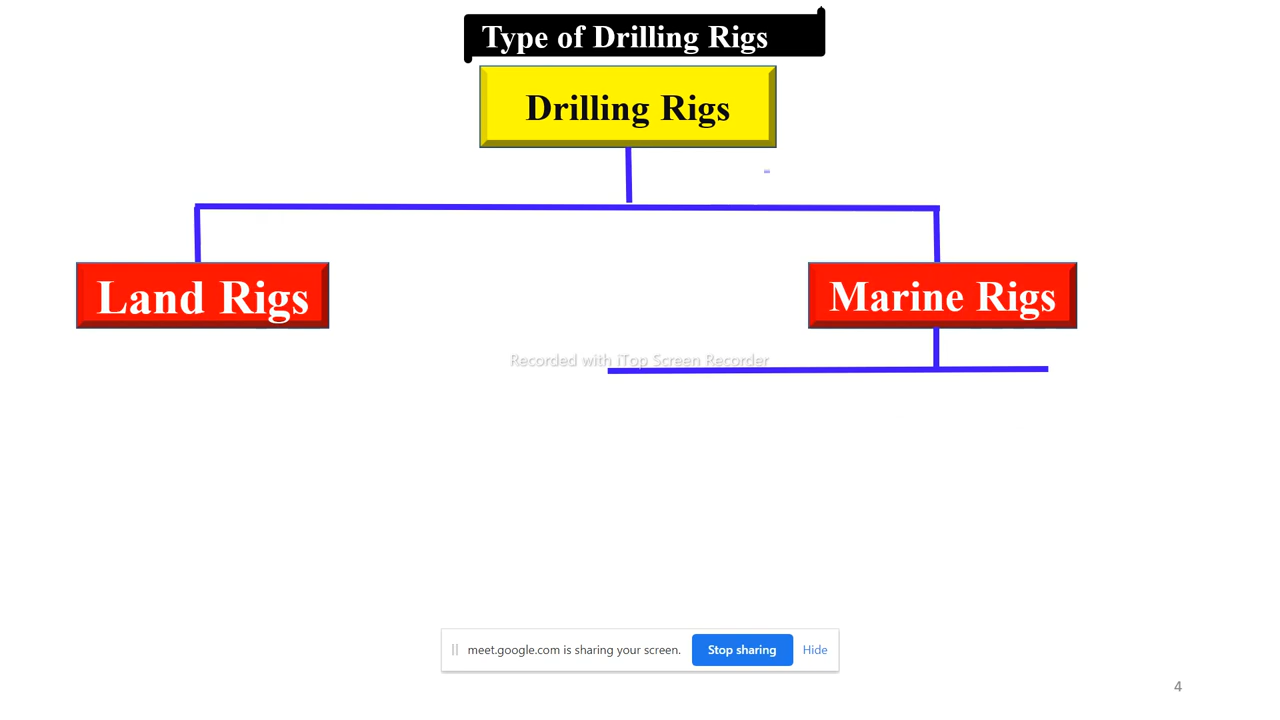 Type of Drilling Rigs
Drilling Rigs
Land Rigs
Marine Rigs
Recorded with iTop Screen Recorder
meet.google.com is sharing your screen.
Stop sharing
Hide
4